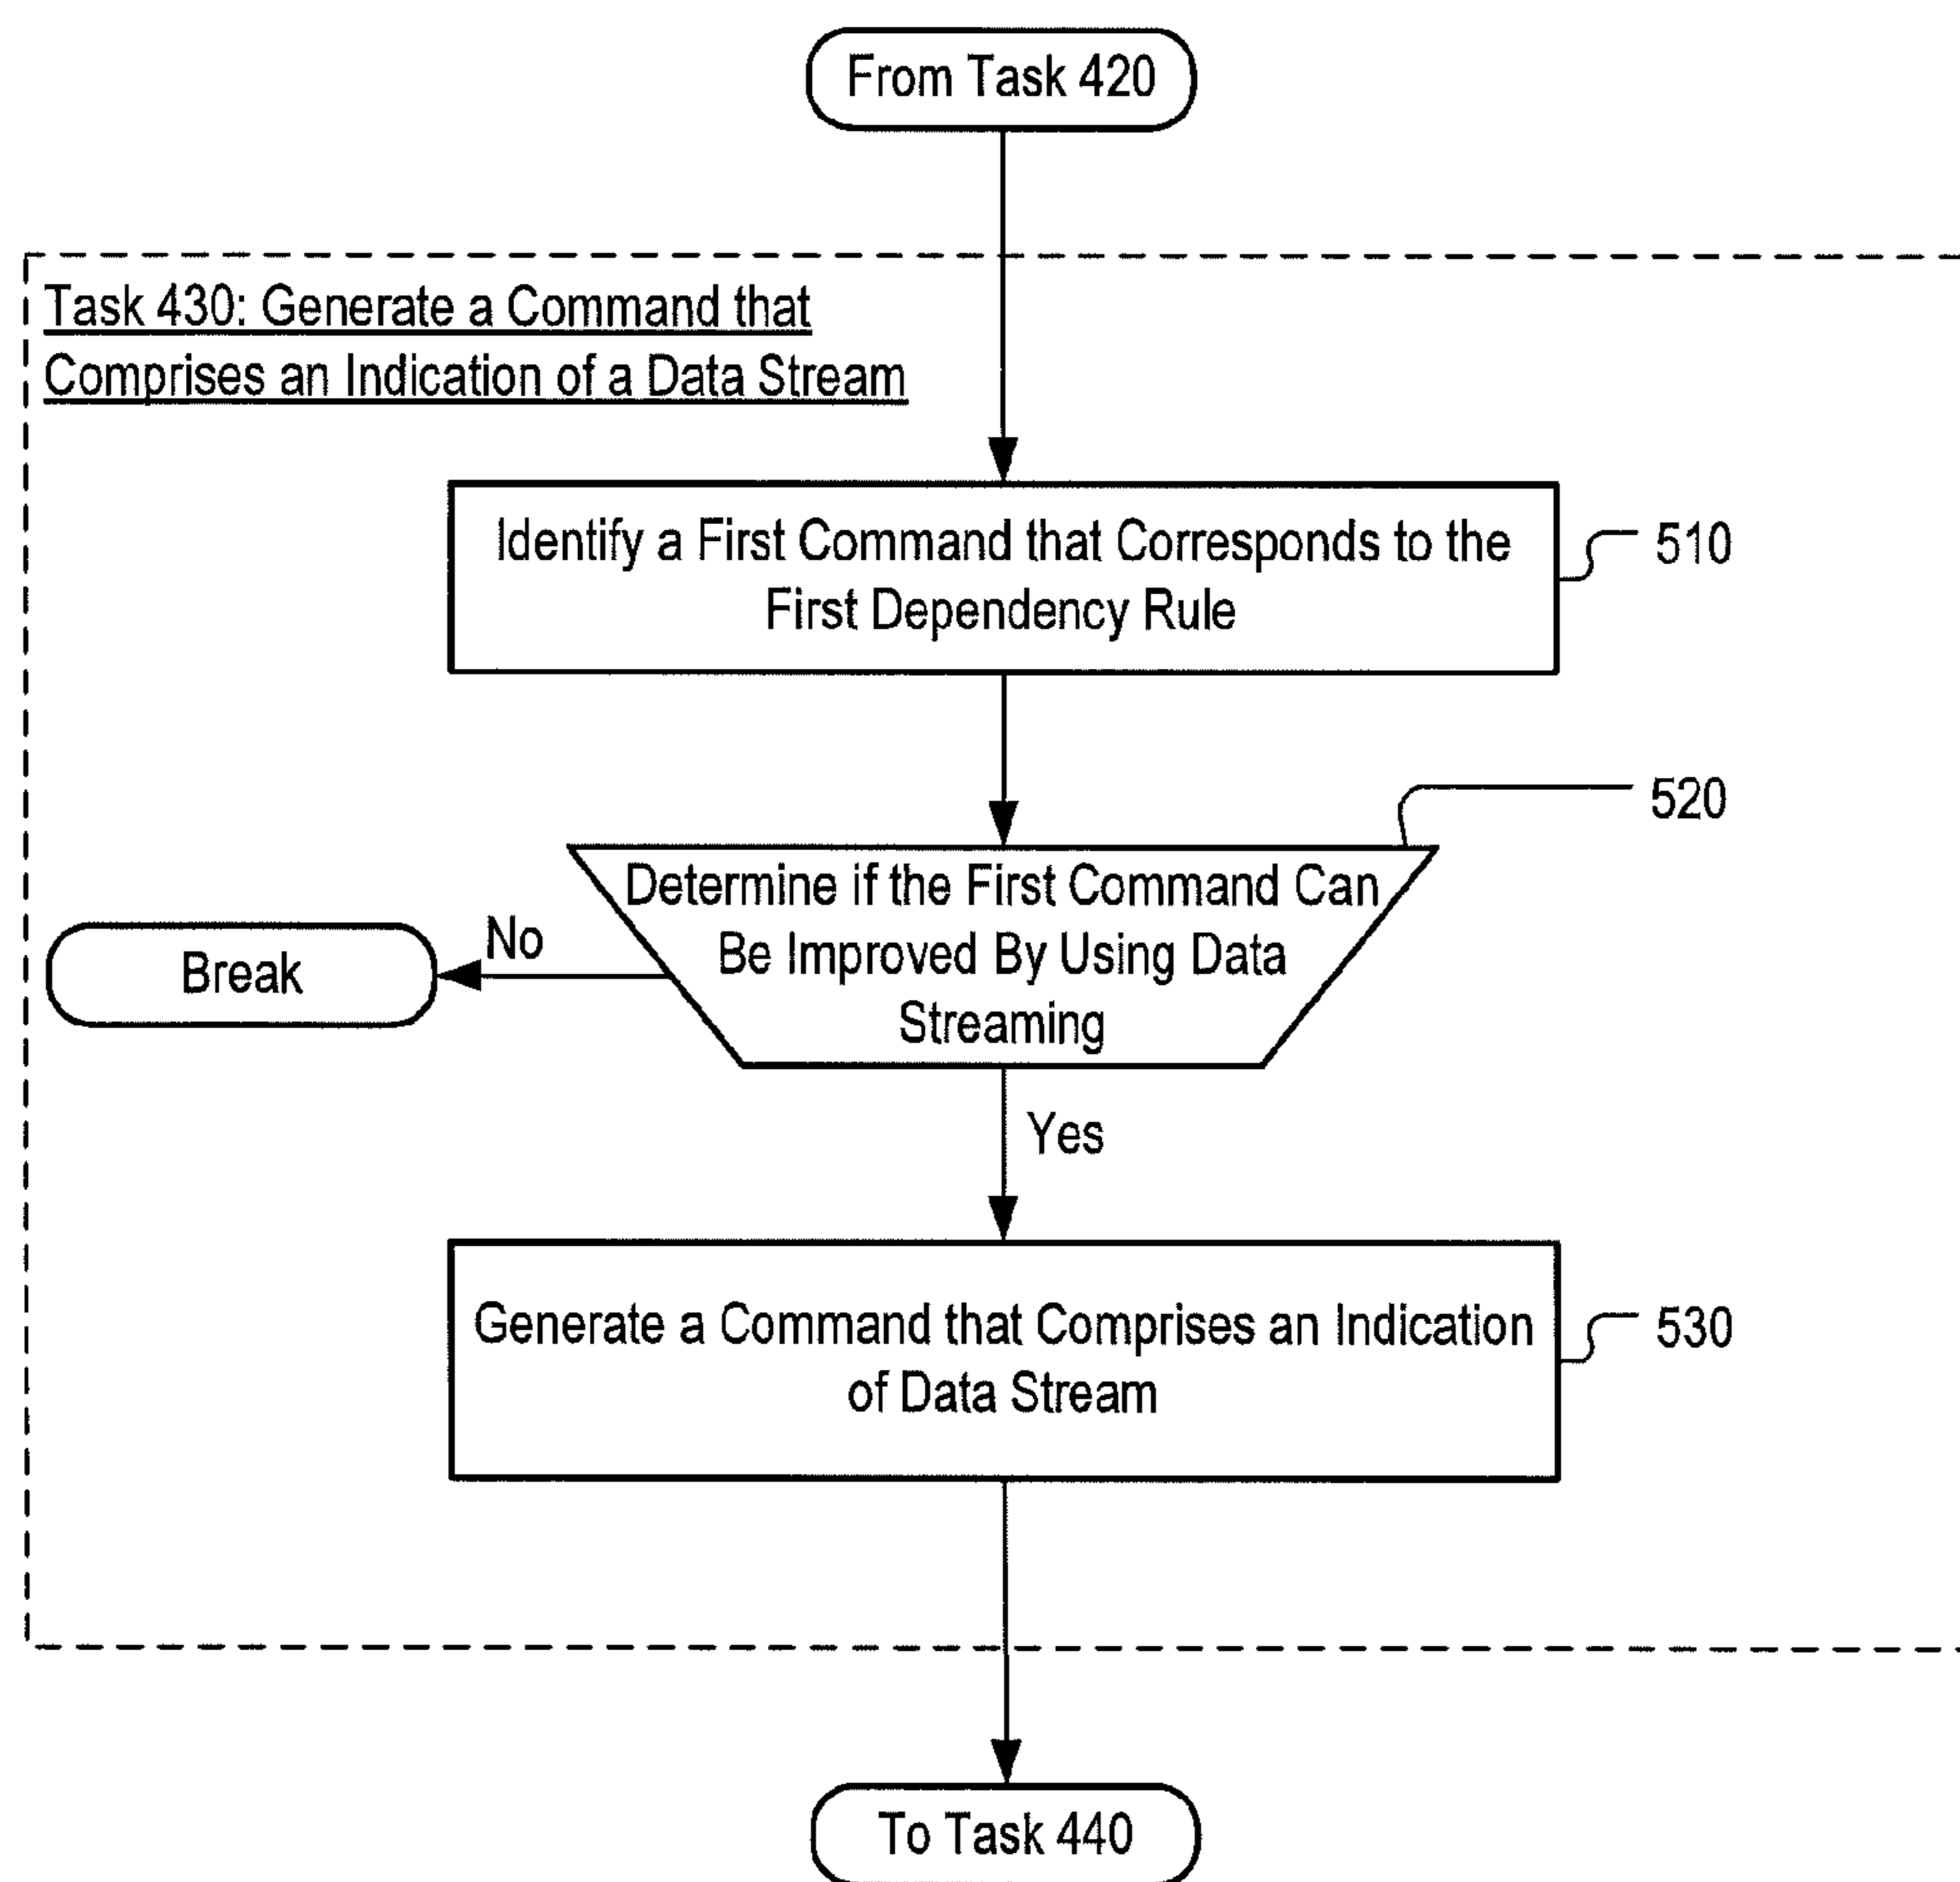 From Task 420
Task 430: Generate a Command that
Comprises an Indication of a Data Stream
Identify a First Command that Corresponds to the
First Dependency Rule
510
520
Determine if the First Command Can
Be Improved By Using Data
Streaming
No
Break
Yes
Generate a Command that Comprises an Indication
of Data Stream
530
To Task 440